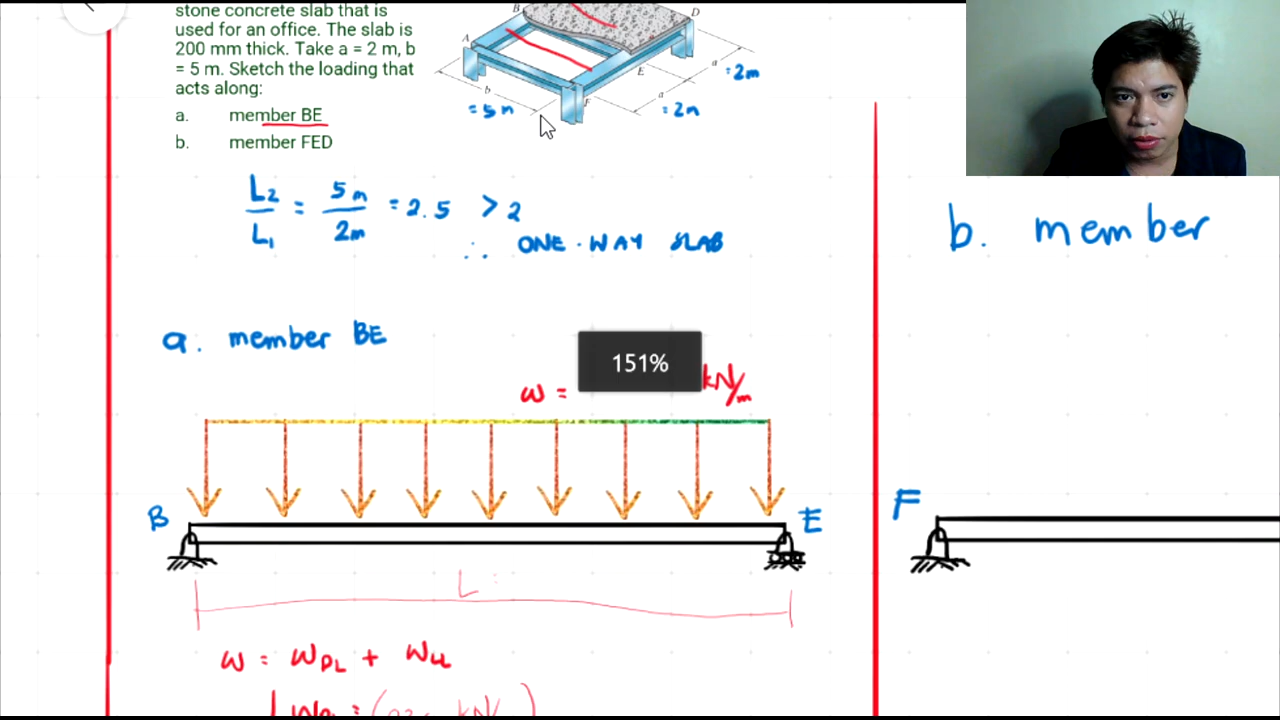 stone concrete slab that is
used for an office. The slab is
200 mm thick. Take a = 2 m, b
= 5 m. Sketch the loading that
acts along:
a. member BE
b. member FED
B
D
A
E
F
a
= 2m
b
= 5m
a
= 2m
L2/L1 = 5m/2m = 2.5 > 2
∴ ONE-WAY SLAB
b. member
a. member BE
151%
ω = kN/m
B
E
F
L
ω = ωDL + ωLL